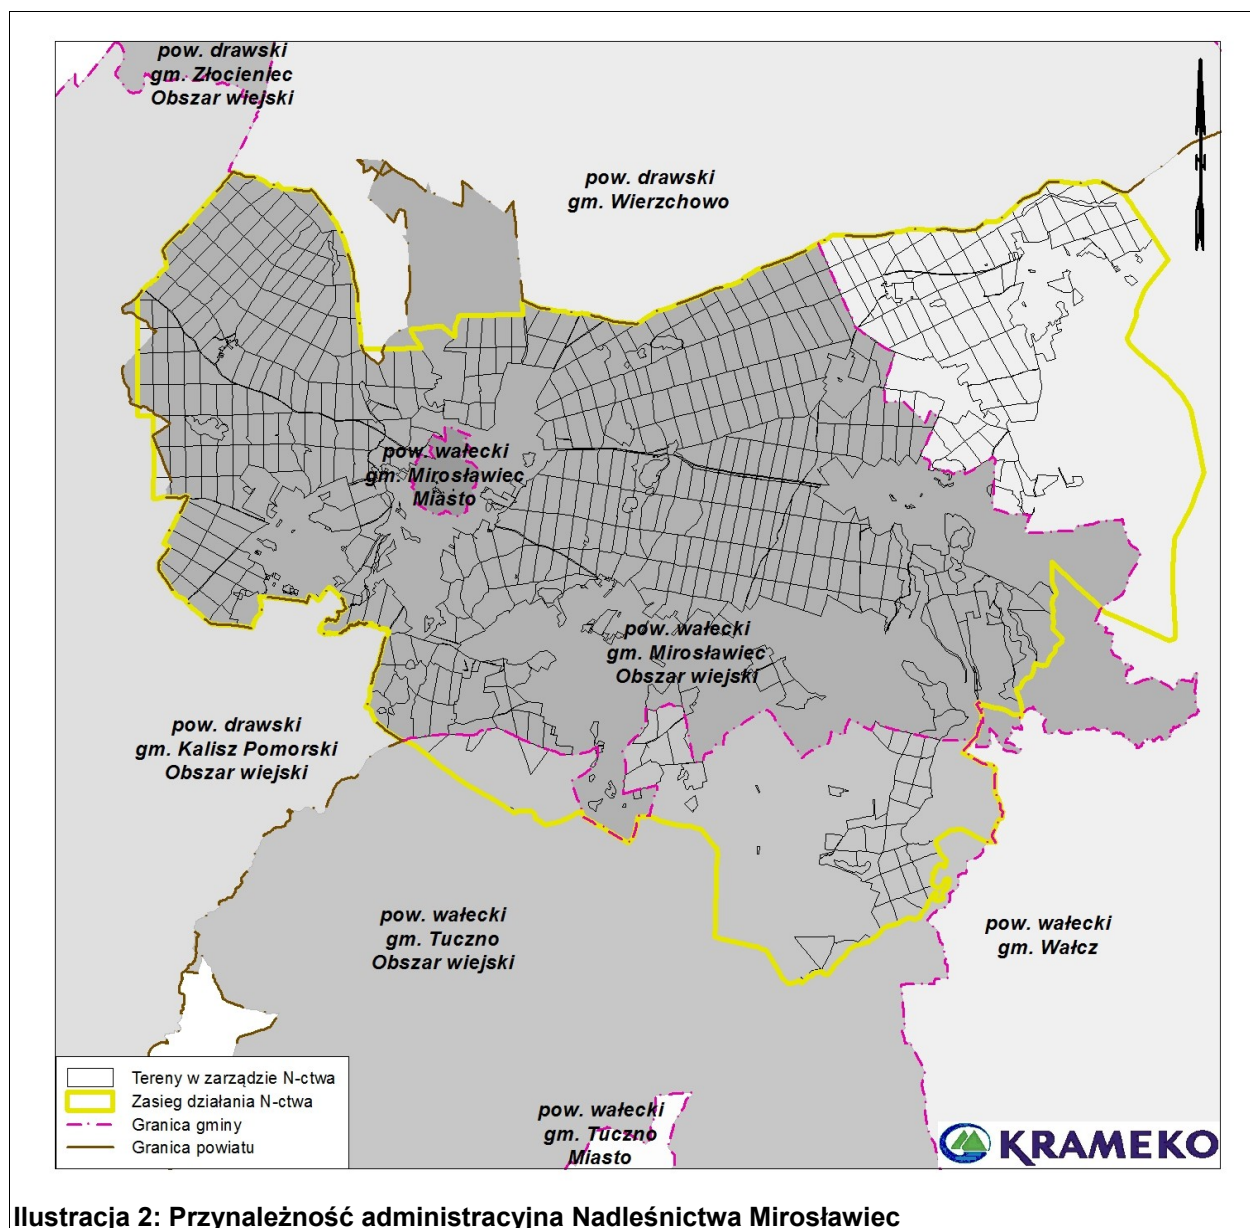 pow. drawski
gm. Złocieniec
Obszar wiejski
pow. drawski
gm. Wierzchowo
N
pow. wałecki
gm. Mirosławiec
Miasto
pow. wałecki
gm. Mirosławiec
Obszar wiejski
pow. drawski
gm. Kalisz Pomorski
Obszar wiejski
pow. wałecki
gm. Tuczno
Obszar wiejski
pow. wałecki
gm. Wałcz
Tereny w zarządzie N-ctwa
Zasieg działania N-ctwa
Granica gminy
Granica powiatu
pow. wałecki
gm. Tuczno
Miasto
KRAMEKO
Ilustracja 2: Przynależność administracyjna Nadleśnictwa Mirosławiec